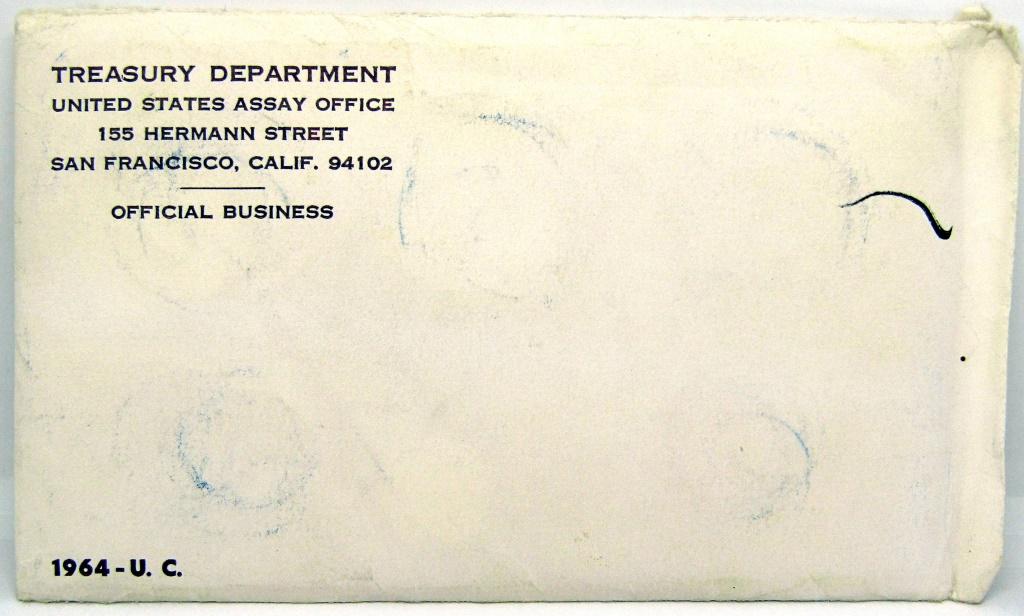 TREASURY DEPARTMENT
UNITED STATES ASSAY OFFICE
155 HERMANN STREET
SAN FRANCISCO, CALIF. 94102
OFFICIAL BUSINESS
1964 - U. C.